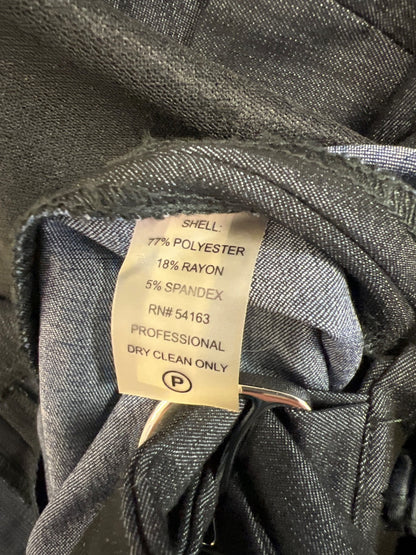 SHELL:
77% POLYESTER
18% RAYON
5% SPANDEX
RN# 54163
PROFESSIONAL
DRY CLEAN ONLY
P